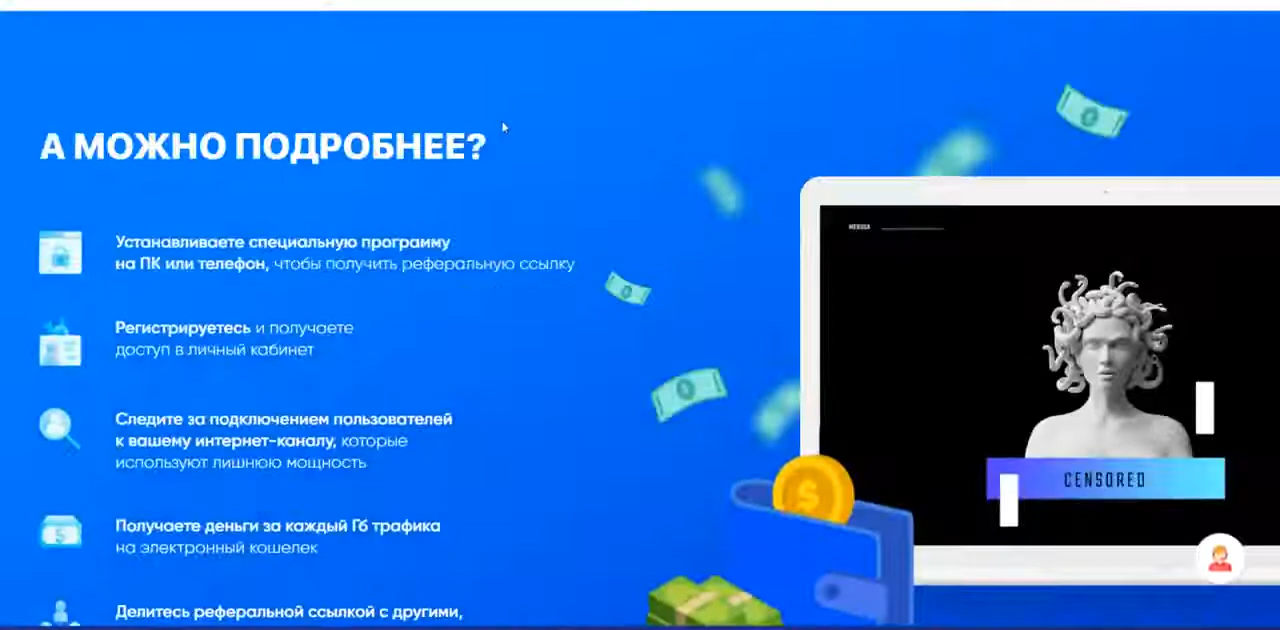 А МОЖНО ПОДРОБНЕЕ?
Устанавливаете специальную программу
на ПК или телефон, чтобы получить реферальную ссылку
Регистрируетесь и получаете
доступ в личный кабинет
Следите за подключением пользователей
к вашему интернет-каналу, которые
используют лишнюю мощность
Получаете деньги за каждый Гб трафика
на электронный кошелек
Делитесь реферальной ссылкой с другими,
MEDUSA
CENSORED